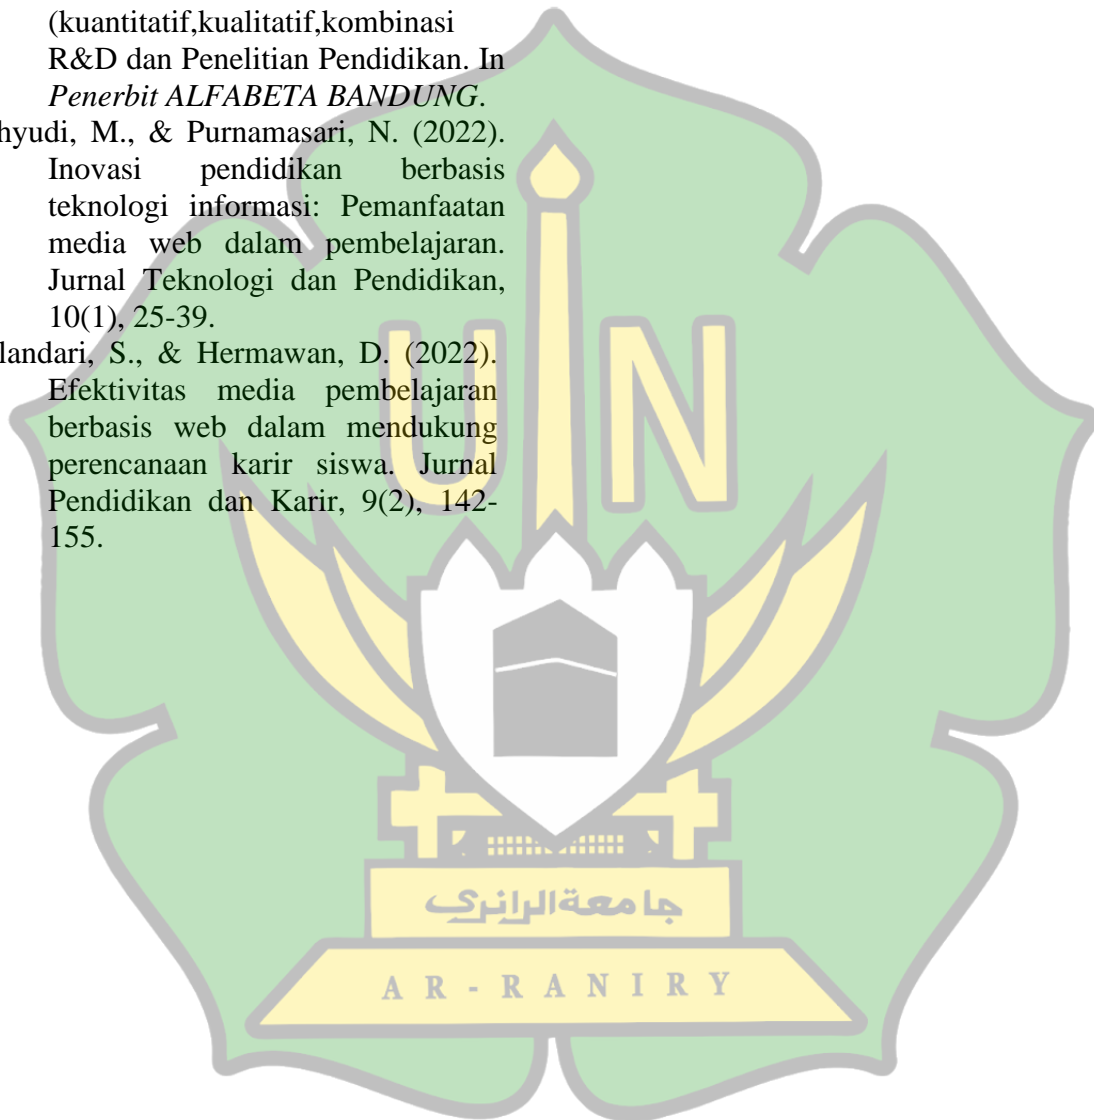 (kuantitatif,kualitatif,kombinasi
R&D dan Penelitian Pendidikan. In
Penerbit ALFABETA BANDUNG.
hyudi, M., & Purnamasari, N. (2022).
Inovasi pendidikan berbasis
teknologi informasi: Pemanfaatan
media web dalam pembelajaran.
Jurnal Teknologi dan Pendidikan,
10(1), 25-39.
landari, S., & Hermawan, D. (2022).
Efektivitas media pembelajaran
berbasis web dalam mendukung
perencanaan karir siswa. Jurnal
Pendidikan dan Karir, 9(2), 142-
155.
U N
جامعة الرانري
AR-RANIRY